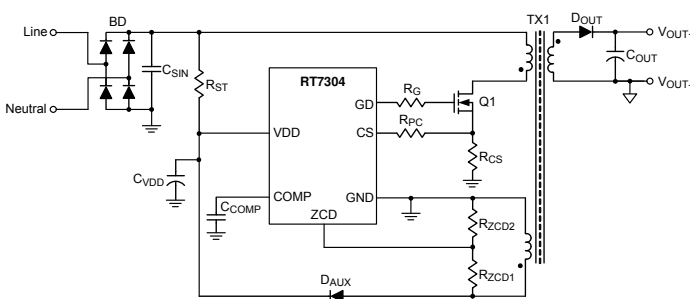 Line
BD
TX1
DOUT
VOUT+
CSIN
RST
RT7304
COUT
GD
RG
Q1
Neutral
VOUT-
VDD
CS
RPC
RCS
CVDD
COMP
GND
CCOMP
ZCD
RZCD2
RZCD1
DAUX